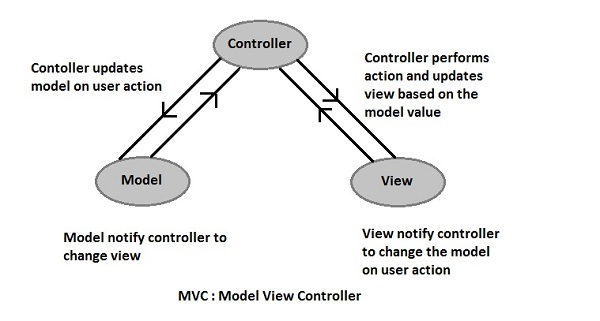 Controller
Contoller updates
model on user action
Controller performs
action and updates
view based on the
model value
Model
View
Model notify controller to
change view
View notify controller
to change the model
on user action
MVC : Model View Controller